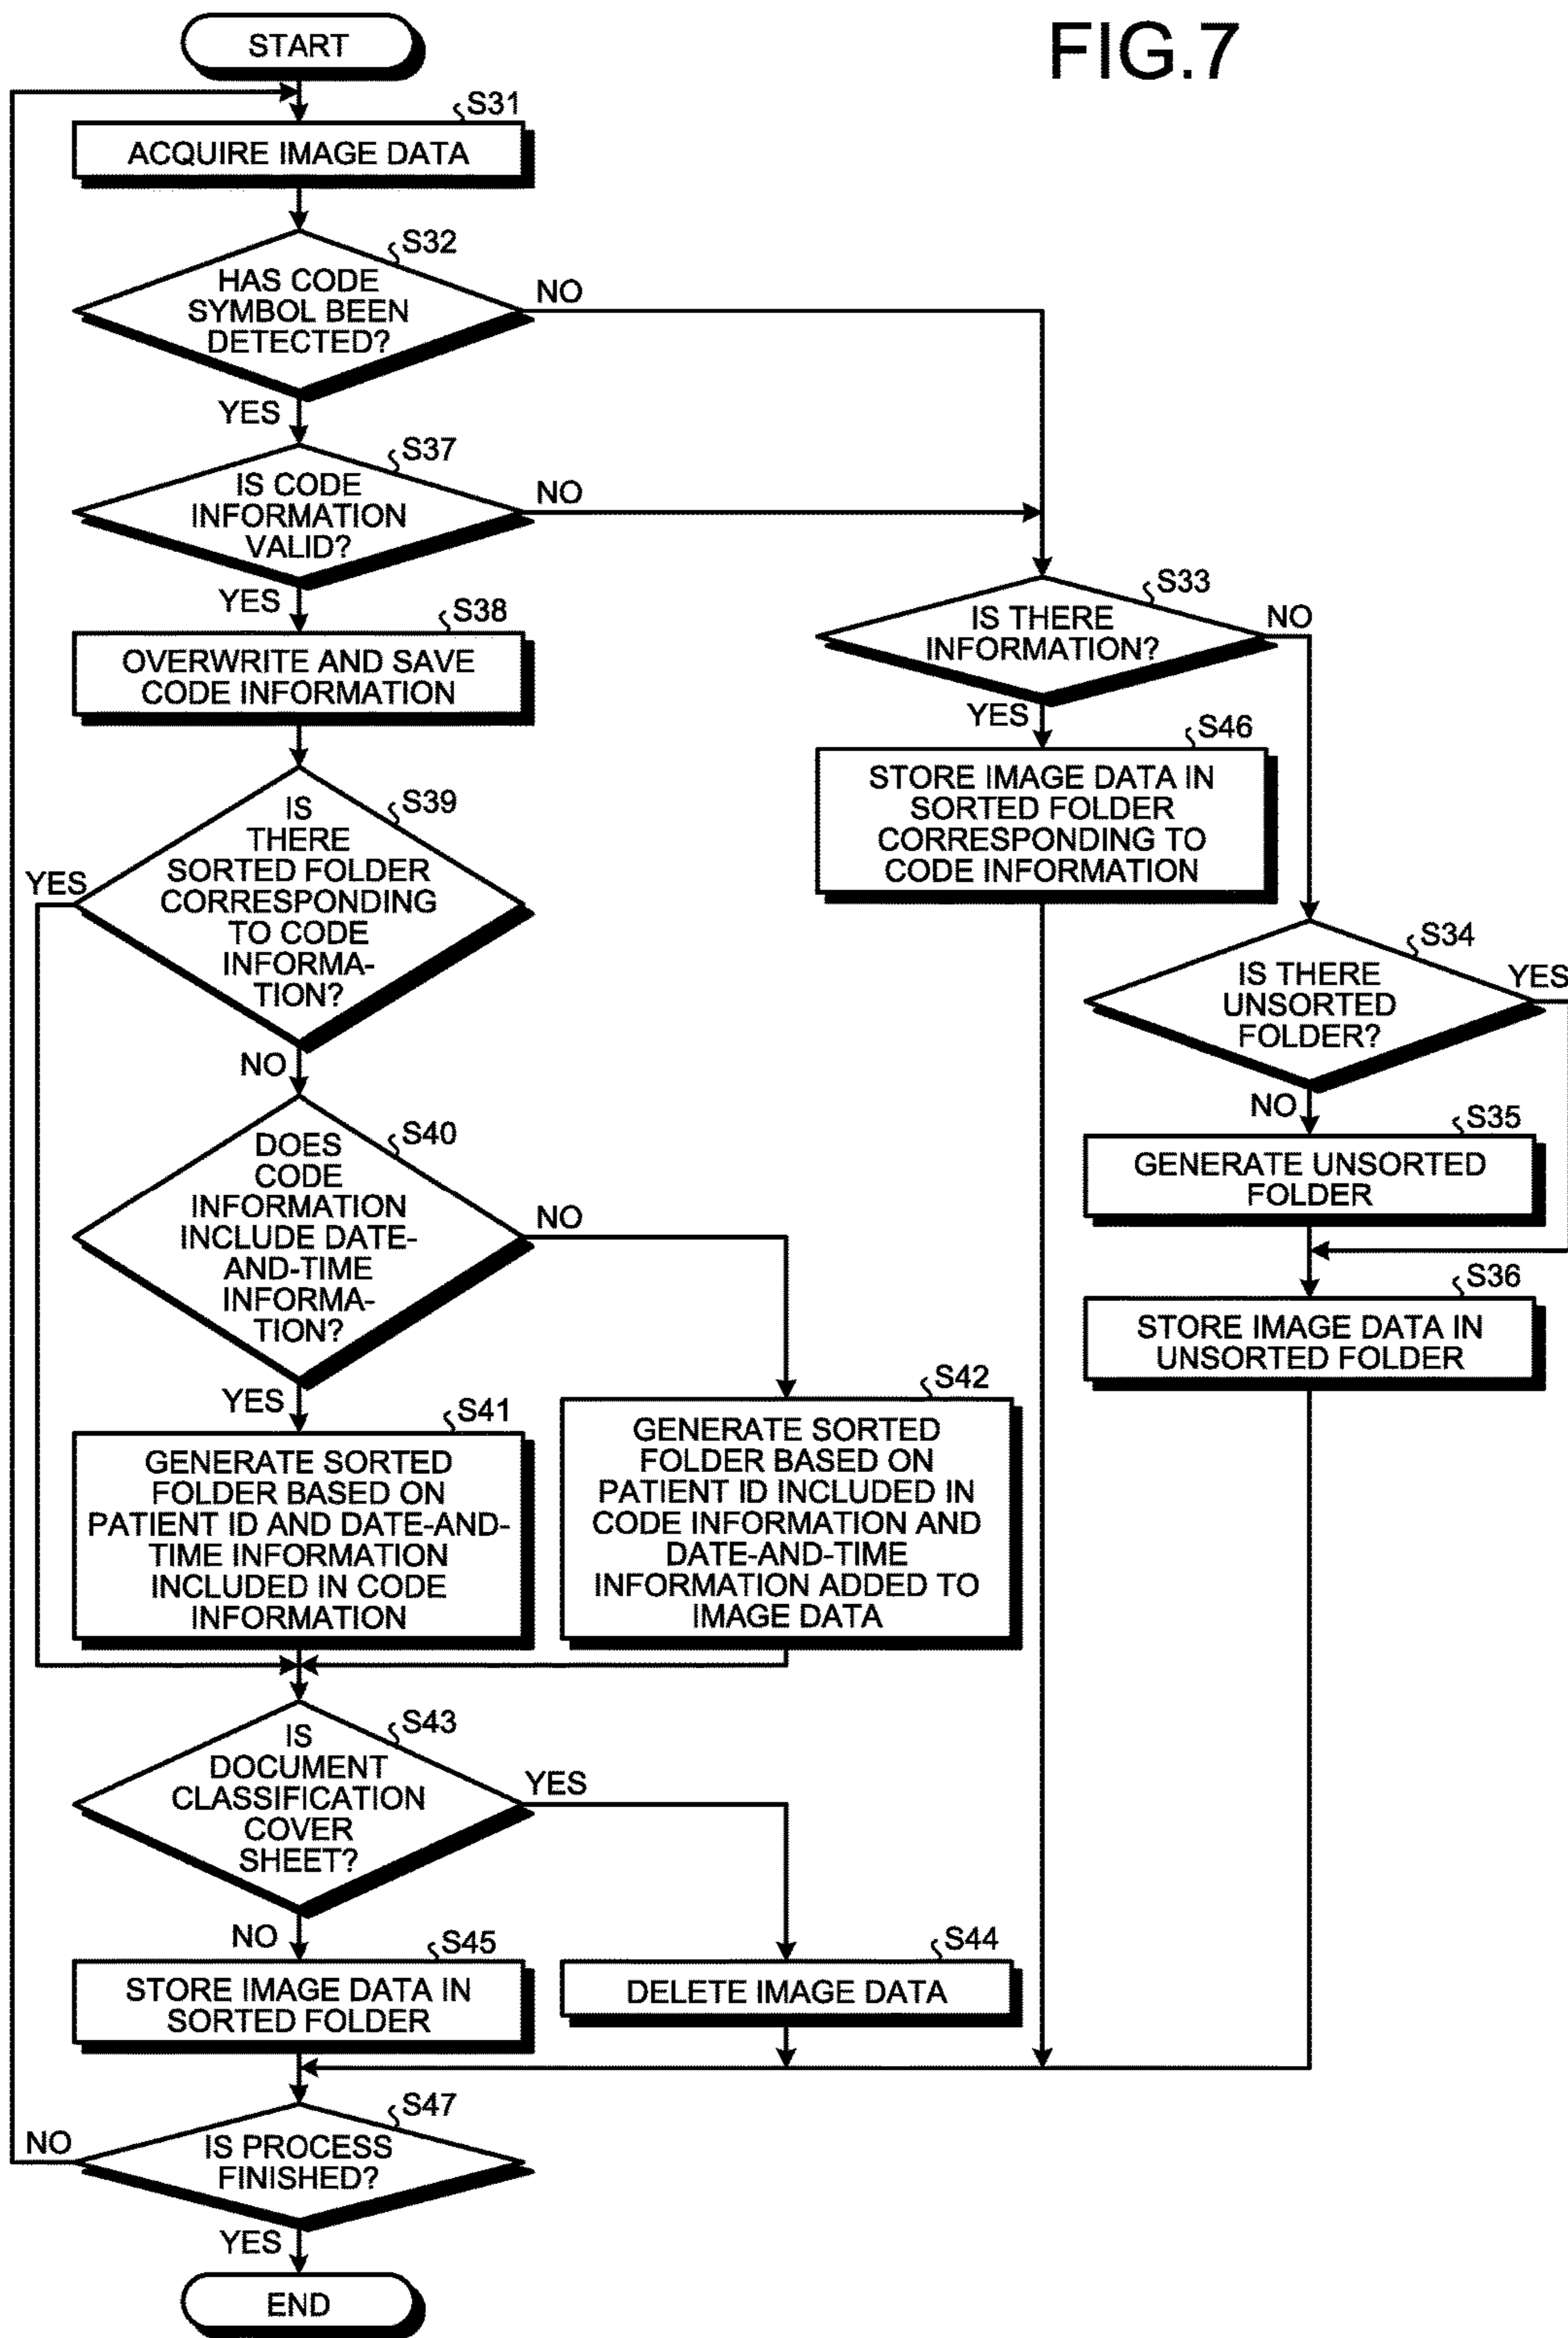 FIG.7
START
S31
ACQUIRE IMAGE DATA
S32
HAS CODE
SYMBOL BEEN
DETECTED?
NO
YES
S37
IS CODE
INFORMATION
VALID?
NO
YES
S38
OVERWRITE AND SAVE
CODE INFORMATION
S39
IS
THERE
SORTED FOLDER
CORRESPONDING
TO CODE
INFORMA-
TION?
YES
NO
S40
DOES
CODE
INFORMATION
INCLUDE DATE-
AND-TIME
INFORMA-
TION?
NO
YES
S41
GENERATE SORTED
FOLDER BASED ON
PATIENT ID AND DATE-AND-
TIME INFORMATION
INCLUDED IN CODE
INFORMATION
S42
GENERATE SORTED
FOLDER BASED ON
PATIENT ID INCLUDED IN
CODE INFORMATION AND
DATE-AND-TIME
INFORMATION ADDED TO
IMAGE DATA
S43
IS
DOCUMENT
CLASSIFICATION
COVER
SHEET?
YES
NO
S45
STORE IMAGE DATA IN
SORTED FOLDER
S44
DELETE IMAGE DATA
S33
IS THERE
INFORMATION?
NO
YES
S46
STORE IMAGE DATA IN
SORTED FOLDER
CORRESPONDING TO
CODE INFORMATION
S34
IS THERE
UNSORTED
FOLDER?
YES
NO
S35
GENERATE UNSORTED
FOLDER
S36
STORE IMAGE DATA IN
UNSORTED FOLDER
S47
IS PROCESS
FINISHED?
NO
YES
END